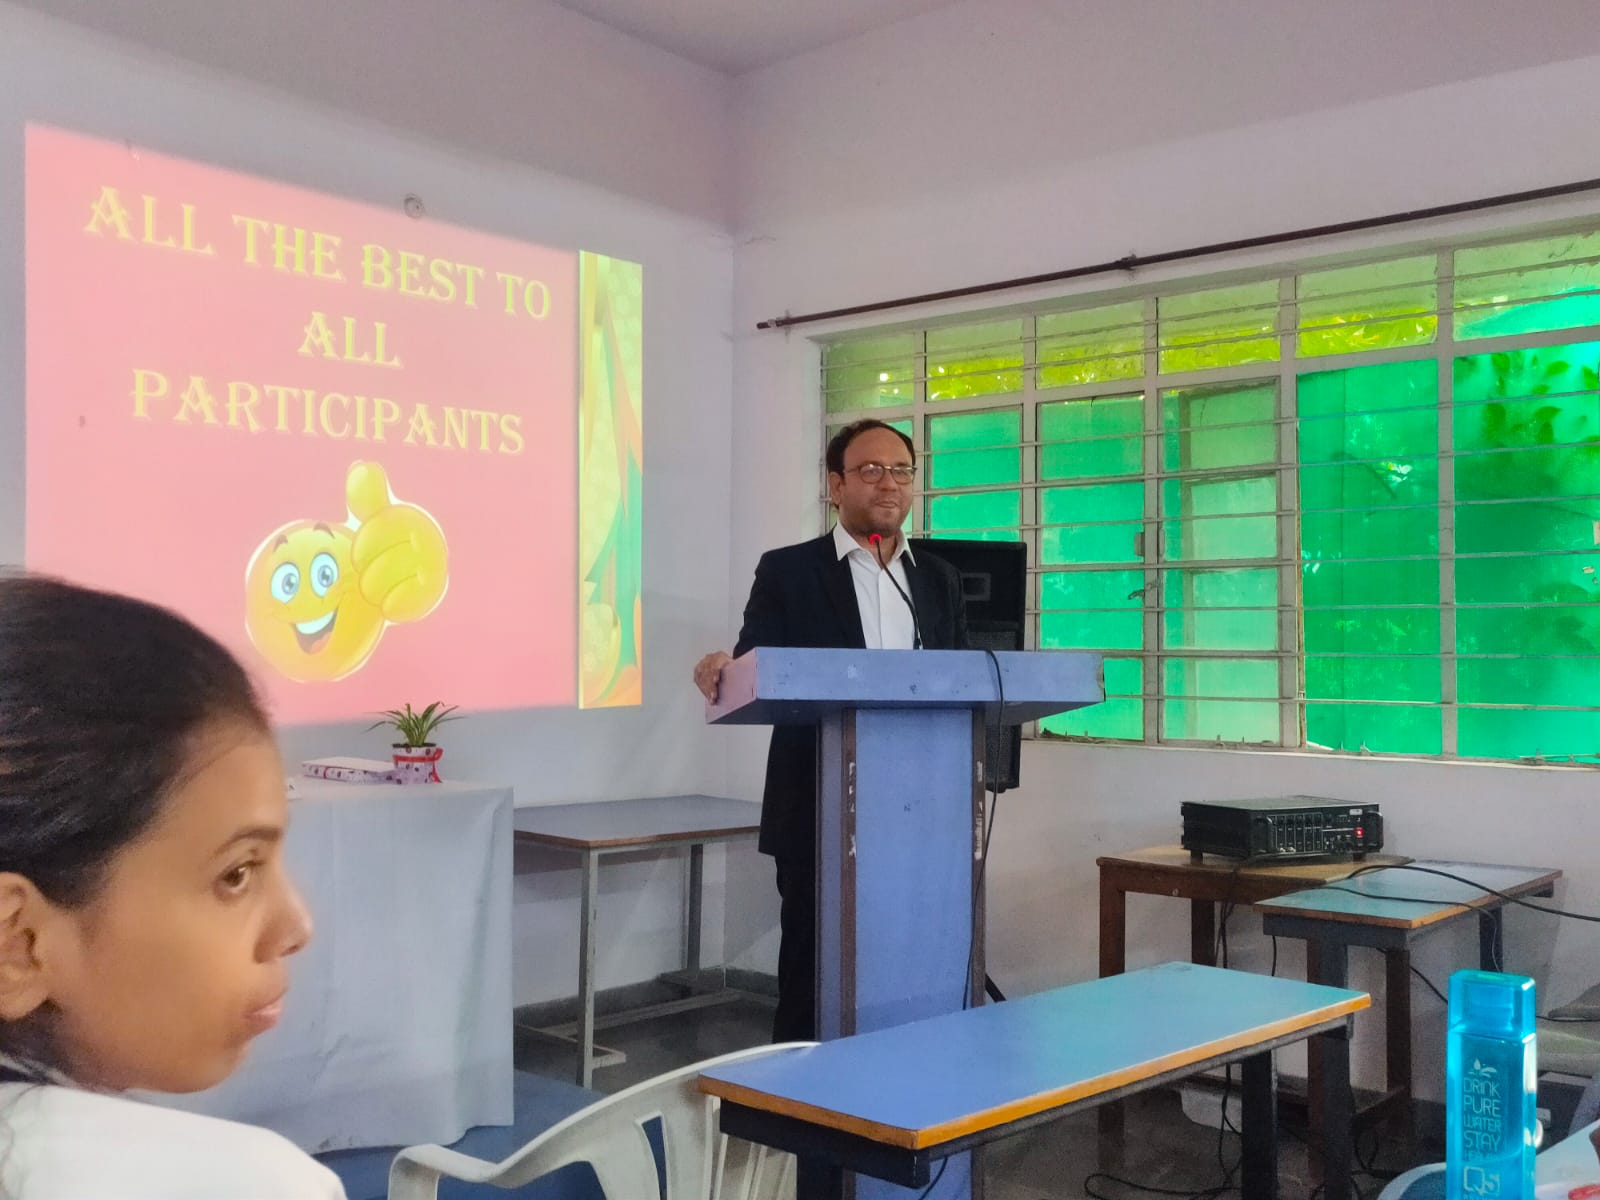 ALL THE BEST TO
ALL
PARTICIPANTS
DRINK
PURE
WATER
STAY